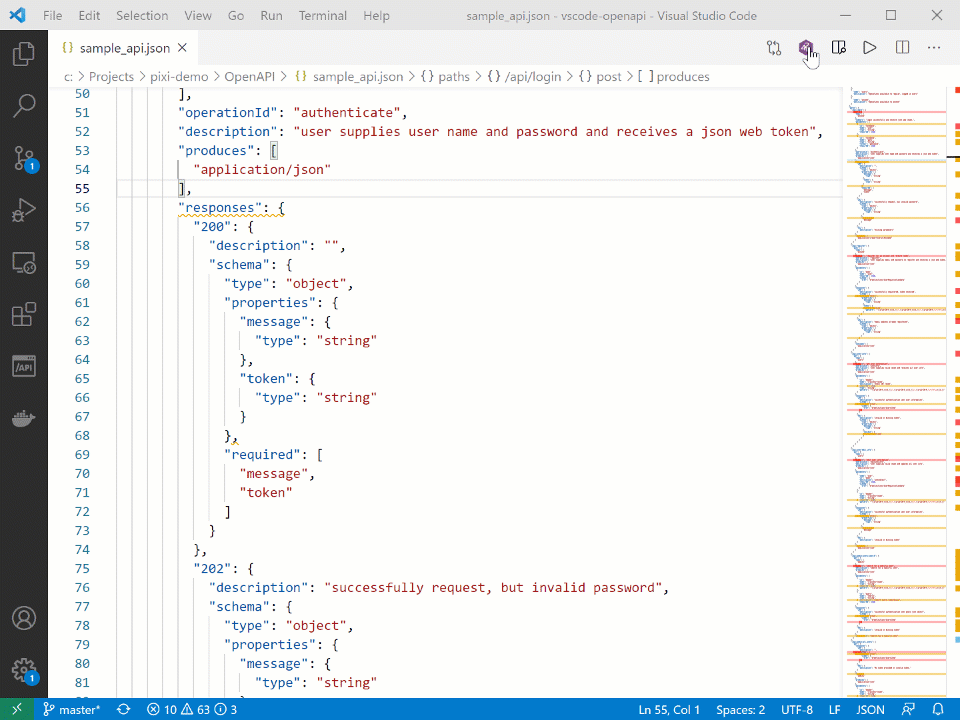 File Edit Selection View Go Run Terminal Help sample_api.json - vscode-openapi - Visual Studio Code
{} sample_api.json
c: > Projects > pixi-demo > OpenAPI > {} sample_api.json > {} paths > {} /api/login > {} post > [ ] produces
50 ],
51 "operationId": "authenticate",
52 "description": "user supplies user name and password and receives a json web token",
53 "produces": [
54 "application/json"
55 ],
56 "responses": {
57 "200": {
58 "description": "",
59 "schema": {
60 "type": "object",
61 "properties": {
62 "message": {
63 "type": "string"
64 },
65 "token": {
66 "type": "string"
67 }
68 },
69 "required": [
70 "message",
71 "token"
72 ]
73 }
74 },
75 "202": {
76 "description": "successfully request, but invalid password",
77 "schema": {
78 "type": "object",
79 "properties": {
80 "message": {
81 "type": "string"
1
/API
1
master* 10 63 3 Ln 55, Col 1 Spaces: 2 UTF-8 LF JSON